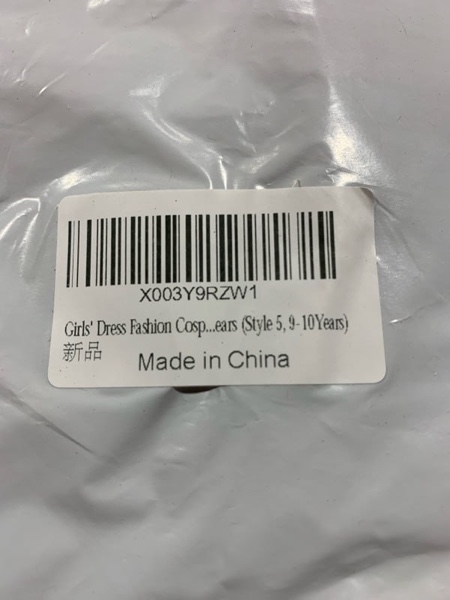 X003Y9RZW1
Girls' Dress Fashion Cosp...ears (Style 5, 9-10Years)
新品
Made in China